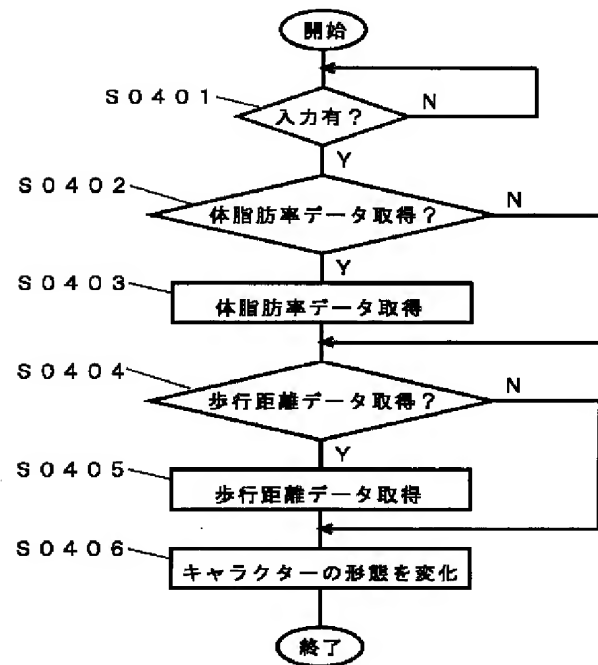 開始
S0401
入力有？
N
Y
S0402
体脂肪率データ取得？
N
Y
S0403
体脂肪率データ取得
S0404
歩行距離データ取得？
N
Y
S0405
歩行距離データ取得
S0406
キャラクターの形態を変化
終了